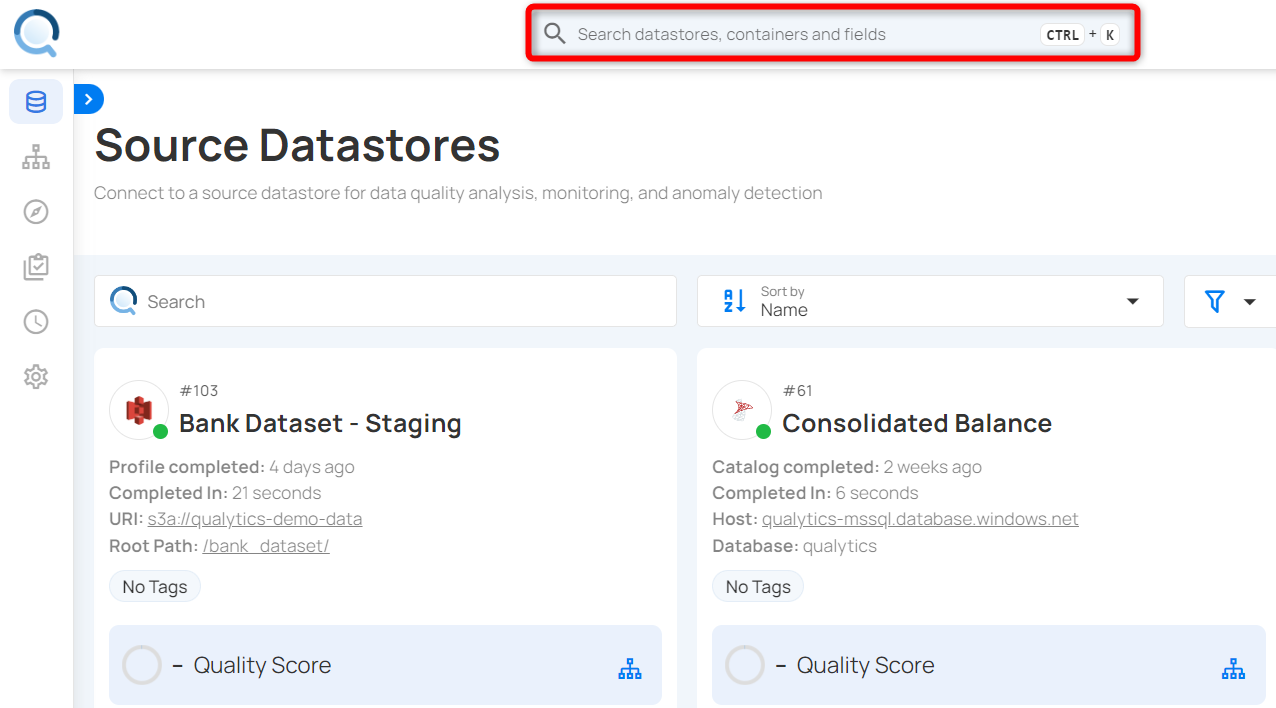 Search datastores, containers and fields CTRL + K
Source Datastores
Connect to a source datastore for data quality analysis, monitoring, and anomaly detection
Search
Sort by
Name
#103
Bank Dataset - Staging
Profile completed: 4 days ago
Completed In: 21 seconds
URI: s3a://qualytics-demo-data
Root Path: /bank_dataset/
No Tags
– Quality Score
#61
Consolidated Balance
Catalog completed: 2 weeks ago
Completed In: 6 seconds
Host: qualytics-mssql.database.windows.net
Database: qualytics
No Tags
– Quality Score